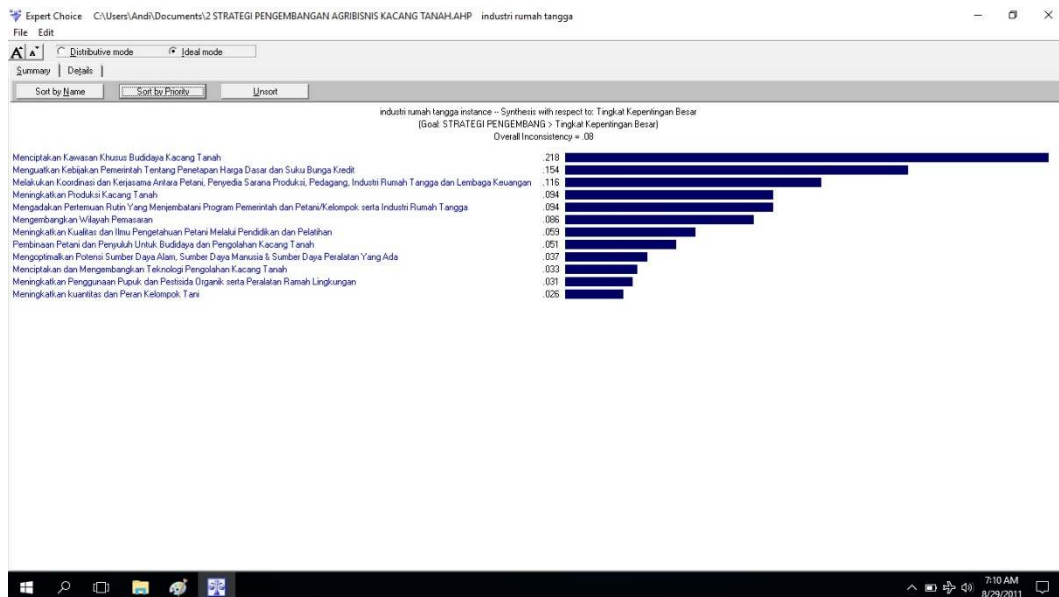 Expert Choice C:\Users\Andi\Documents\2 STRATEGI PENGEMBANGAN AGRIBISNIS KACANG TANAH.AHP industri rumah tangga
File Edit
A A Distributive mode Ideal mode
Summary Details
Sort by Name Sort by Priority Unsort
industri rumah tangga instance -- Synthesis with respect to: Tingkat Kepentingan Besar
(Goal: STRATEGI PENGEMBANG > Tingkat Kepentingan Besar)
Overall Inconsistency = .08
Menciptakan Kawasan Khusus Budidaya Kacang Tanah .218
Menguatkan Kebijakan Pemerintah Tentang Penetapan Harga Dasar dan Suku Bunga Kredit .154
Melakukan Koordinasi dan Kerjasama Antara Petani, Penyedia Sarana Produksi, Pedagang, Industri Rumah Tangga dan Lembaga Keuangan .116
Meningkatkan Produksi Kacang Tanah .094
Mengadakan Pertemuan Rutin Yang Menjembatani Program Pemerintah dan Petani/Kelompok serta Industri Rumah Tangga .094
Mengembangkan Wilayah Pemasaran .086
Meningkatkan Kualitas dan Ilmu Pengetahuan Petani Melalui Pendidikan dan Pelatihan .059
Pembinaan Petani dan Penyuluh Untuk Budidaya dan Pengolahan Kacang Tanah .051
Mengoptimalkan Potensi Sumber Daya Alam, Sumber Daya Manusia & Sumber Daya Peralatan Yang Ada .037
Menciptakan dan Mengembangkan Teknologi Pengolahan Kacang Tanah .033
Meningkatkan Penggunaan Pupuk dan Pestisida Organik serta Peralatan Ramah Lingkungan .031
Meningkatkan kuantitas dan Peran Kelompok Tani .026
7:10 AM
8/29/2011